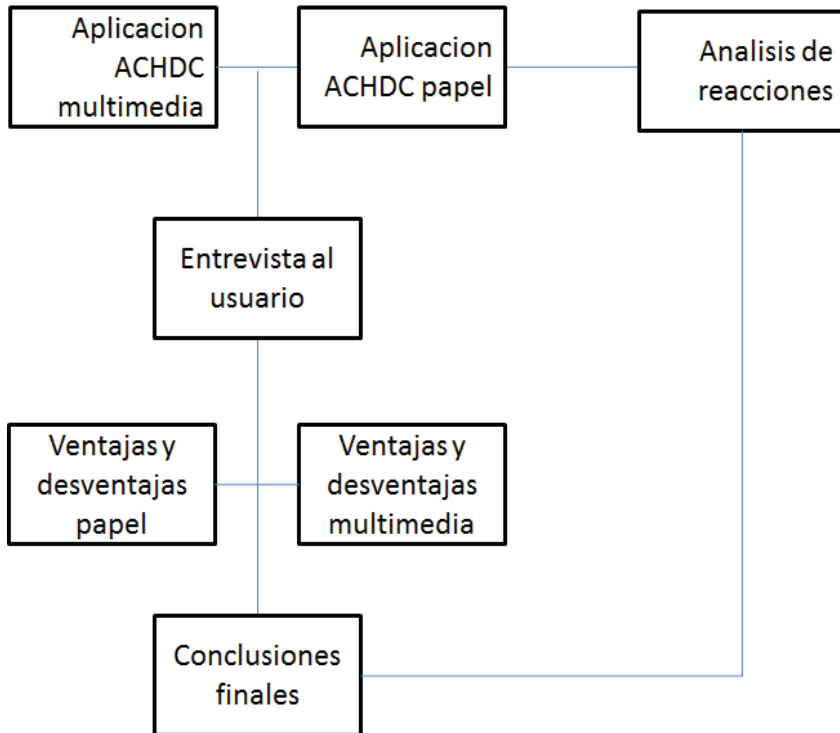 Aplicacion
ACHDC
multimedia
Aplicacion
ACHDC papel
Analisis de
reacciones
Entrevista al
usuario
Ventajas y
desventajas
papel
Ventajas y
desventajas
multimedia
Conclusiones
finales